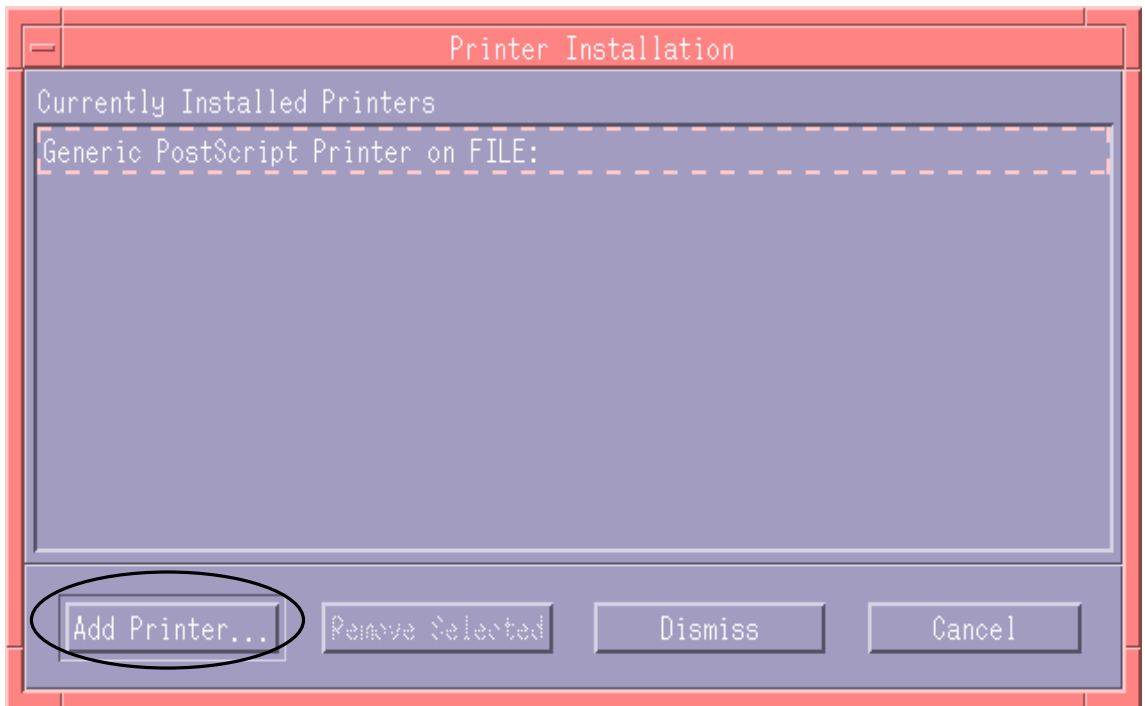 Printer Installation
Currently Installed Printers
Generic PostScript Printer on FILE:
Add Printer... Remove Selected Dismiss Cancel